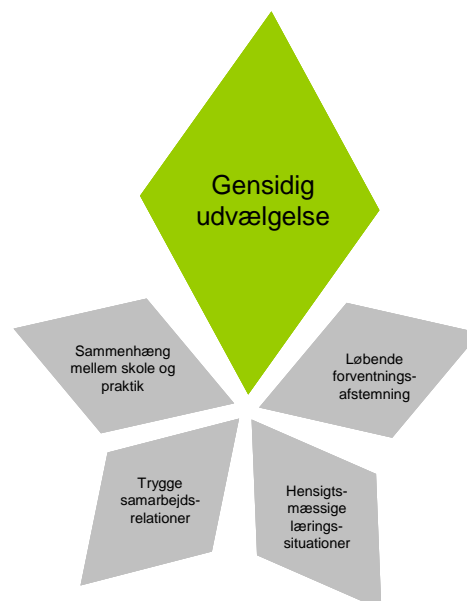 Gensidig
udvælgelse
Sammenhæng
mellem skole og
praktik
Løbende
forventnings-
afstemning
Trygge
samarbejds-
relationer
Hensigts-
mæssige
lærings-
situationer